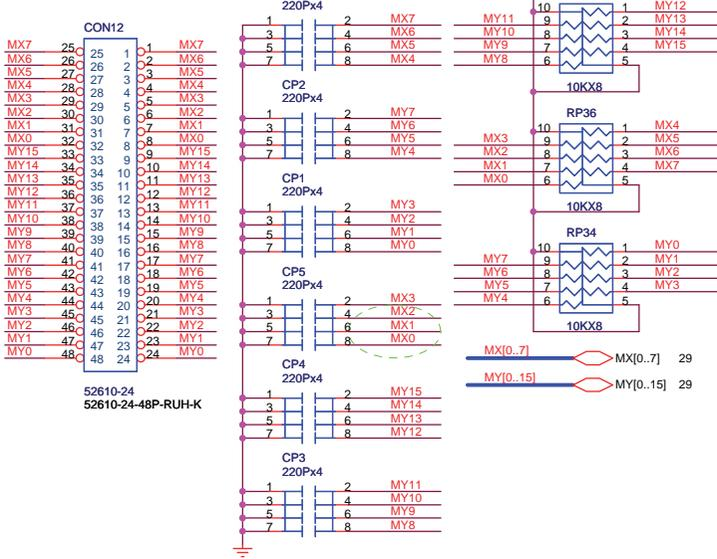 CON12
MX7 25 25 1 1 MX7
MX6 26 26 2 2 MX6
MX5 27 27 3 3 MX5
MX4 28 28 4 4 MX4
MX3 29 29 5 5 MX3
MX2 30 30 6 6 MX2
MX1 31 31 7 7 MX1
MX0 32 32 8 8 MX0
MY15 33 33 9 9 MY15
MY14 34 34 10 10 MY14
MY13 35 35 11 11 MY13
MY12 36 36 12 12 MY12
MY11 37 37 13 13 MY11
MY10 38 38 14 14 MY10
MY9 39 39 15 15 MY9
MY8 40 40 16 16 MY8
MY7 41 41 17 17 MY7
MY6 42 42 18 18 MY6
MY5 43 43 19 19 MY5
MY4 44 44 20 20 MY4
MY3 45 45 21 21 MY3
MY2 46 46 22 22 MY2
MY1 47 47 23 23 MY1
MY0 48 48 24 24 MY0
52610-24
52610-24-48P-RUH-K
220Px4
1 2 MX7
3 4 MX6
5 6 MX5
7 8 MX4
CP2
220Px4
1 2 MY7
3 4 MY6
5 6 MY5
7 8 MY4
CP1
220Px4
1 2 MY3
3 4 MY2
5 6 MY1
7 8 MY0
CP5
220Px4
1 2 MX3
3 4 MX2
5 6 MX1
7 8 MX0
CP4
220Px4
1 2 MY15
3 4 MY14
5 6 MY13
7 8 MY12
CP3
220Px4
1 2 MY11
3 4 MY10
5 6 MY9
7 8 MY8
10 1 MY12
MY11 9 2 MY13
MY10 8 3 MY14
MY9 7 4 MY15
MY8 6 5
10KX8
RP36
10 1 MX4
MX3 9 2 MX5
MX2 8 3 MX6
MX1 7 4 MX7
MX0 6 5
10KX8
RP34
10 1 MY0
MY7 9 2 MY1
MY6 8 3 MY2
MY5 7 4 MY3
MY4 6 5
10KX8
MX[0..7] MX[0..7] 29
MY[0..15] MY[0..15] 29